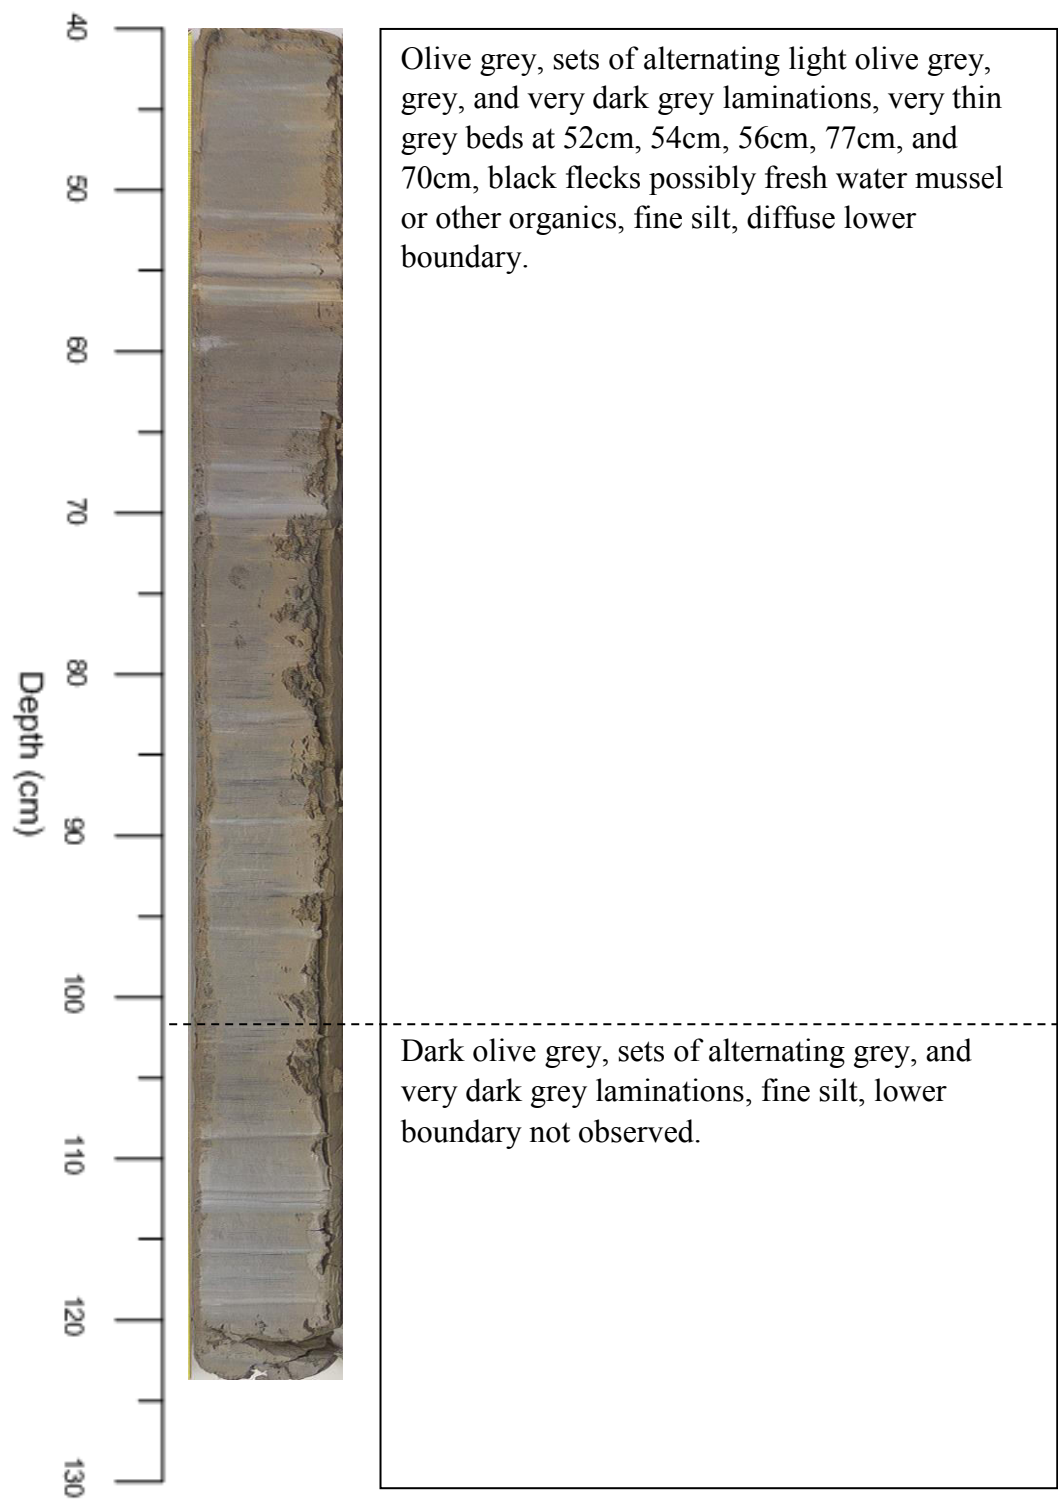 40
50
60
70
80
90
100
110
120
130
Depth (cm)
Olive grey, sets of alternating light olive grey,
grey, and very dark grey laminations, very thin
grey beds at 52cm, 54cm, 56cm, 77cm, and
70cm, black flecks possibly fresh water mussel
or other organics, fine silt, diffuse lower
boundary.
Dark olive grey, sets of alternating grey, and
very dark grey laminations, fine silt, lower
boundary not observed.